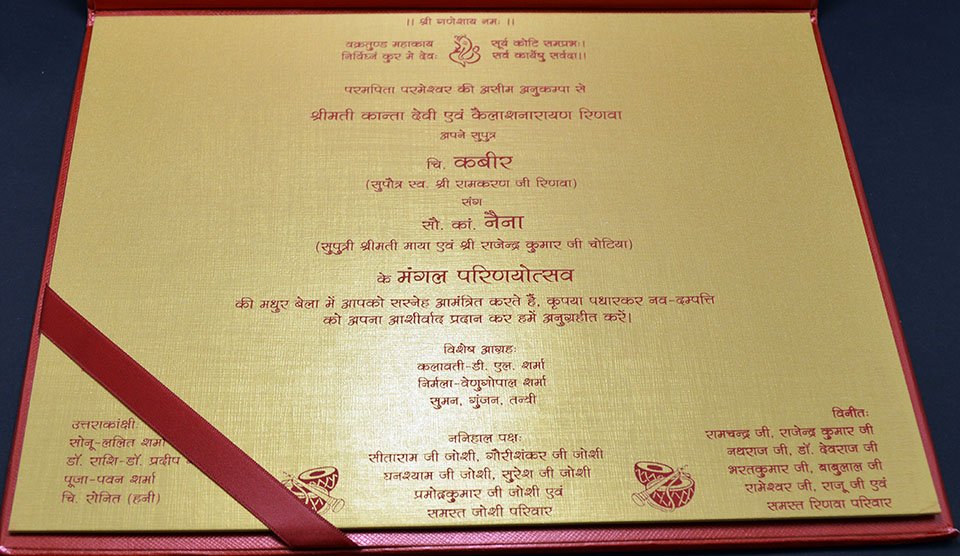 ।। श्री गणेशाय नमः ।।
वक्रतुण्ड महाकाय सूर्य कोटि समप्रभः।
निर्विघ्नं कुर मे देवः सर्व कार्येषु सर्वदा।।
परमपिता परमेश्वर की असीम अनुकम्पा से
श्रीमती कान्ता देवी एवं कैलाशनारायण रिणवा
अपने सुपुत्र
चि. कबीर
(सुपौत्र स्व. श्री रामकरण जी रिणवा)
संग
सौ. कां. नैना
(सुपुत्री श्रीमती माया एवं श्री राजेन्द्र कुमार जी चोटिया)
के मंगल परिणयोत्सव
की मधुर बेला में आपको सस्नेह आमंत्रित करते हैं, कृपया पधारकर नव-दम्पत्ति
को अपना आशीर्वाद प्रदान कर हमें अनुग्रहीत करें।
विशेष आग्रहः
कलावती-डी. एल. शर्मा
निर्मला-वेणुगोपाल शर्मा
सुमन, गुंजन, तन्वी
उत्तराकांक्षीः
सोनू-ललित शर्मा
डॉ. राशि-डॉ. प्रदीप
पूजा-पवन शर्मा
चि. रोनित (हनी)
ननिहाल पक्षः
सीताराम जी जोशी, गौरीशंकर जी जोशी
घनश्याम जी जोशी, सुरेश जी जोशी
प्रमोदकुमार जी जोशी एवं
समस्त जोशी परिवार
विनीतः
रामचन्द्र जी, राजेन्द्र कुमार जी
नथराज जी, डॉ. देवराज जी
भरतकुमार जी, बाबुलाल जी
रामेश्वर जी, राजू जी एवं
समस्त रिणवा परिवार